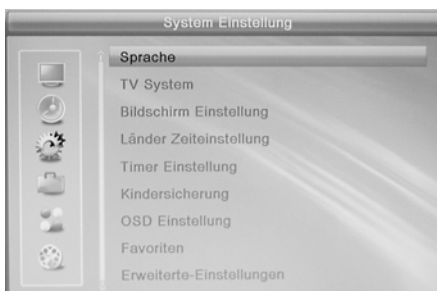 System Einstellung
Sprache
TV System
Bildschirm Einstellung
Länder Zeiteinstellung
Timer Einstellung
Kindersicherung
OSD Einstellung
Favoriten
Erweiterte-Einstellungen